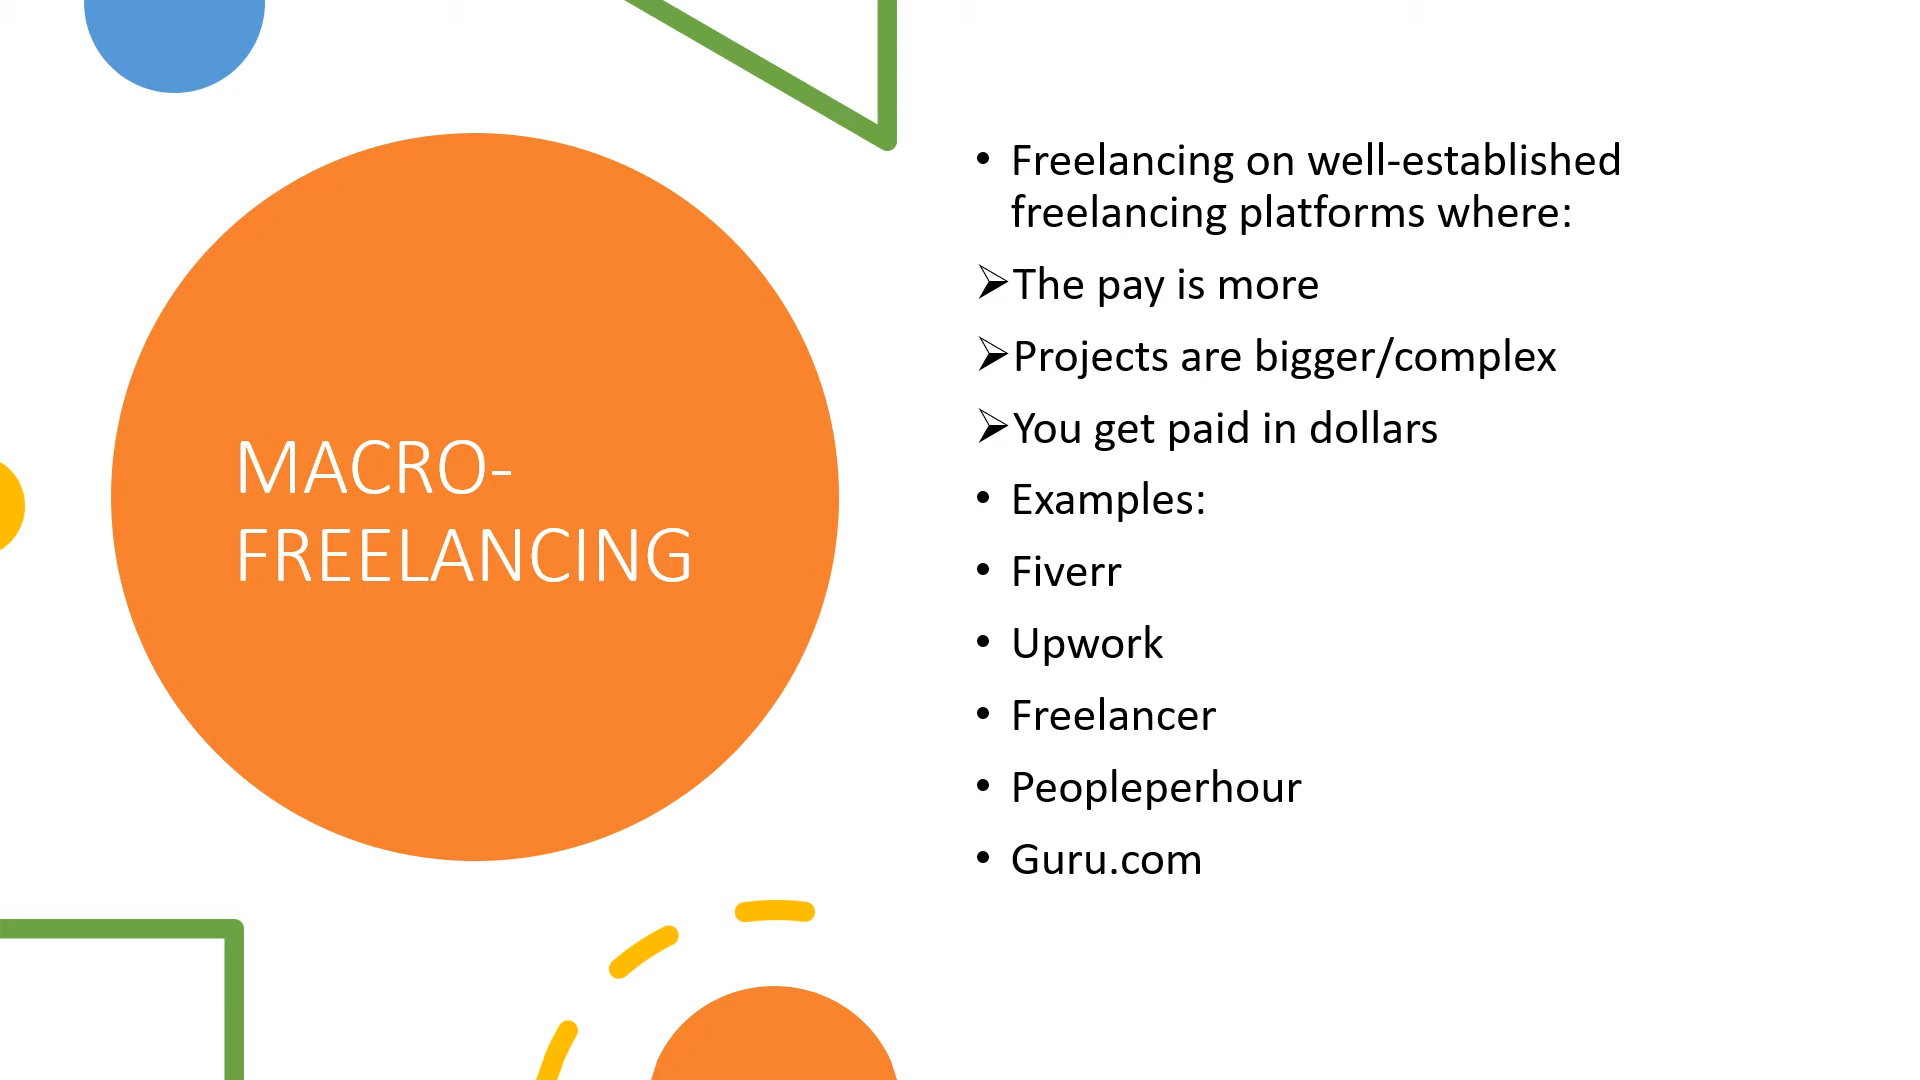 MACRO-
FREELANCING
• Freelancing on well-established
freelancing platforms where:
➢The pay is more
➢Projects are bigger/complex
➢You get paid in dollars
• Examples:
• Fiverr
• Upwork
• Freelancer
• Peopleperhour
• Guru.com